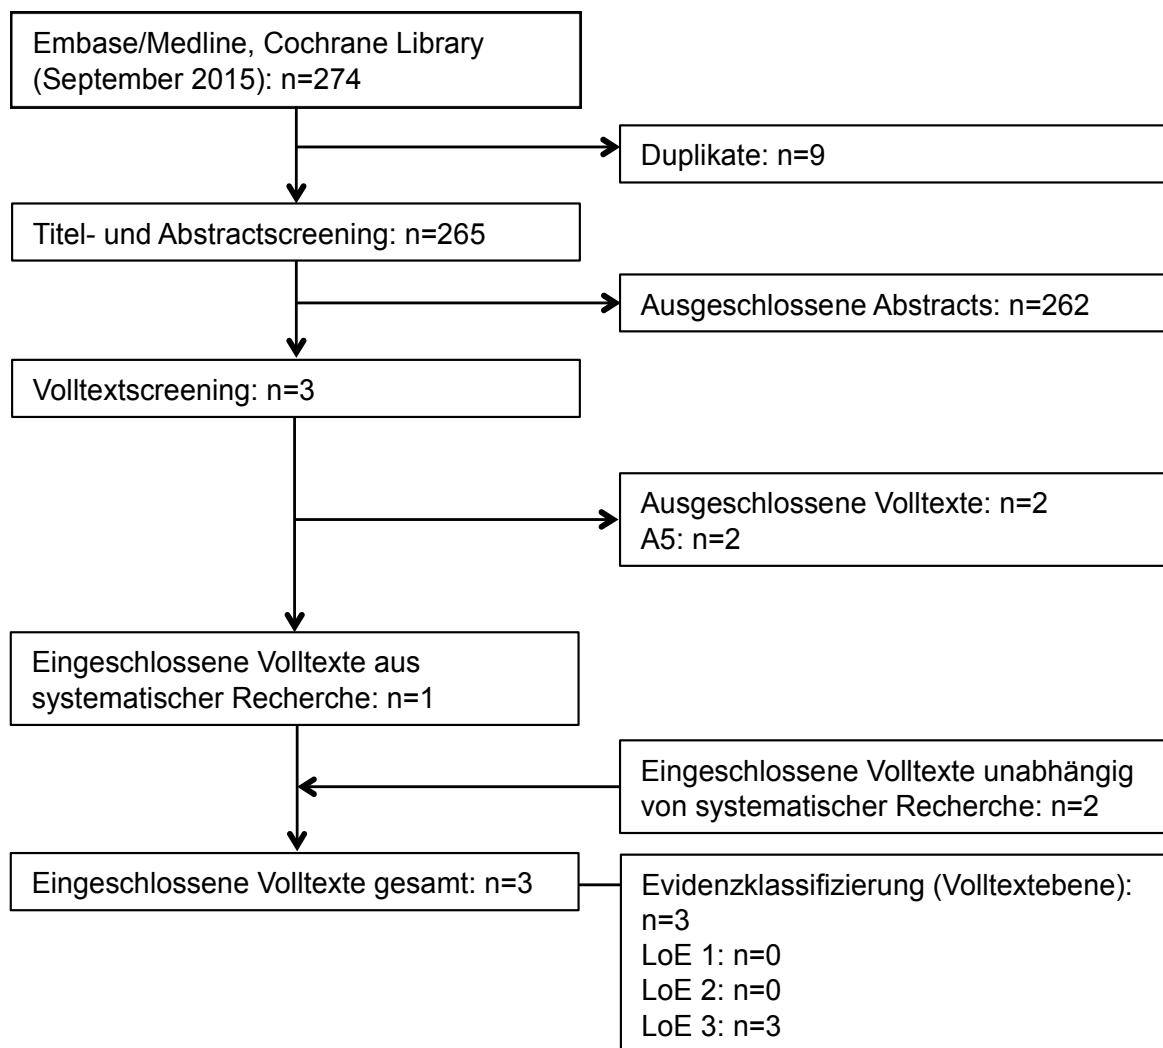 Embase/Medline, Cochrane Library
(September 2015): n=274
Duplikate: n=9
Titel- und Abstractscreening: n=265
Ausgeschlossene Abstracts: n=262
Volltextscreening: n=3
Ausgeschlossene Volltexte: n=2
A5: n=2
Eingeschlossene Volltexte aus
systematischer Recherche: n=1
Eingeschlossene Volltexte unabhängig
von systematischer Recherche: n=2
Eingeschlossene Volltexte gesamt: n=3
Evidenzklassifizierung (Volltextebene):
n=3
LoE 1: n=0
LoE 2: n=0
LoE 3: n=3